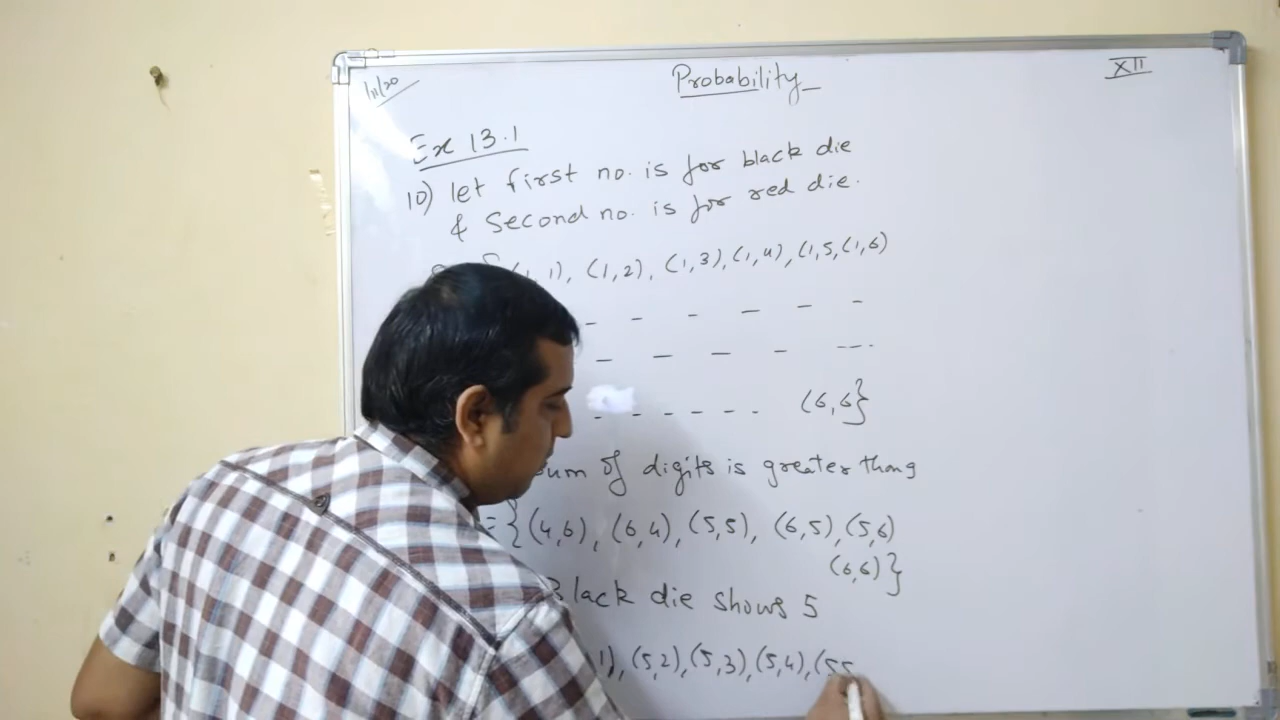 1/11/20
Probability
XII
Ex 13.1
10) let first no. is for black die
& Second no. is for red die.
1), (1,2), (1,3), (1,4), (1,5, (1,6)
- - - - - -
- - - - ---.
- - - - - - (6,6}
Sum of digits is greater than 9
= {(4,6), (6,4), (5,5), (6,5), (5,6)
(6,6)}
Black die shows 5
1), (5,2), (5,3), (5,4), (5,5